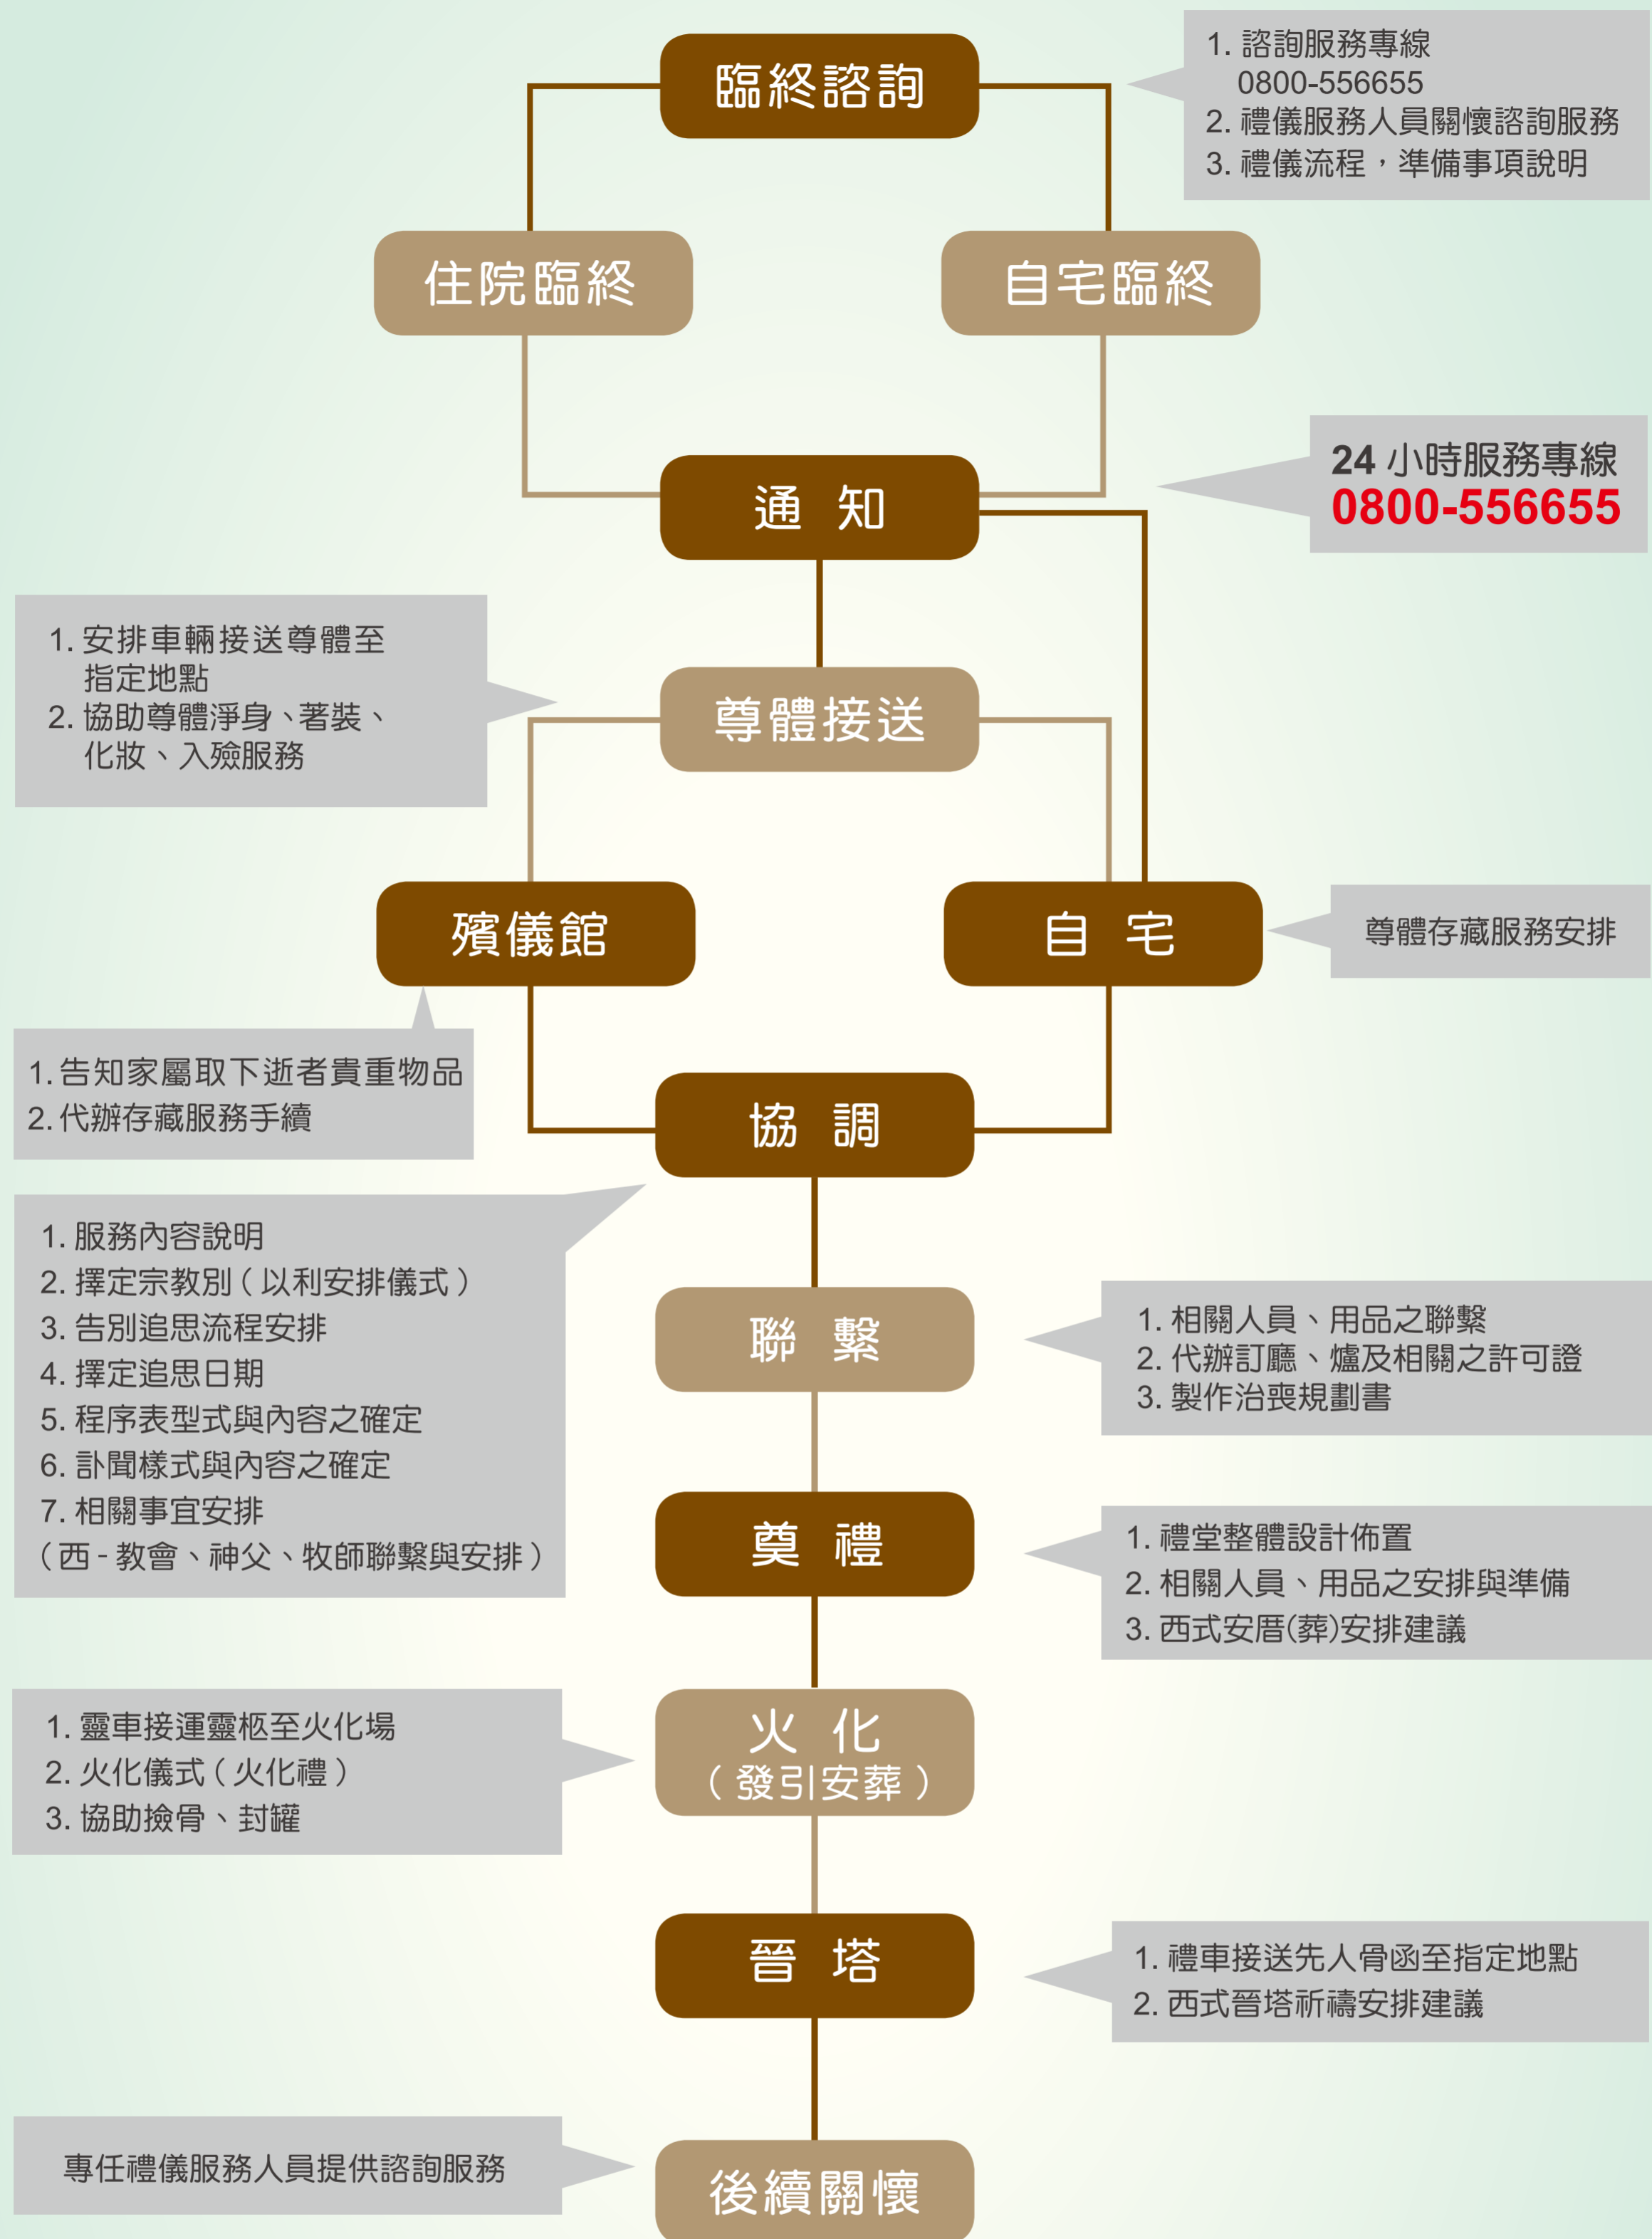 臨終諮詢
1. 諮詢服務專線
0800-556655
2. 禮儀服務人員關懷諮詢服務
3. 禮儀流程，準備事項說明
住院臨終
自宅臨終
通 知
24 小時服務專線
0800-556655
1. 安排車輛接送尊體至
指定地點
2. 協助尊體淨身、著裝、
化妝、入殮服務
尊體接送
殯儀館
自 宅
尊體存藏服務安排
1. 告知家屬取下逝者貴重物品
2. 代辦存藏服務手續
協 調
1. 服務內容說明
2. 擇定宗教別（以利安排儀式）
3. 告別追思流程安排
4. 擇定追思日期
5. 程序表型式與內容之確定
6. 訃聞樣式與內容之確定
7. 相關事宜安排
（西 - 教會、神父、牧師聯繫與安排）
聯 繫
1. 相關人員、用品之聯繫
2. 代辦訂廳、爐及相關之許可證
3. 製作治喪規劃書
奠 禮
1. 禮堂整體設計佈置
2. 相關人員、用品之安排與準備
3. 西式安厝(葬)安排建議
1. 靈車接運靈柩至火化場
2. 火化儀式（火化禮）
3. 協助撿骨、封罐
火 化
（發引安葬）
晉 塔
1. 禮車接送先人骨函至指定地點
2. 西式晉塔祈禱安排建議
專任禮儀服務人員提供諮詢服務
後續關懷